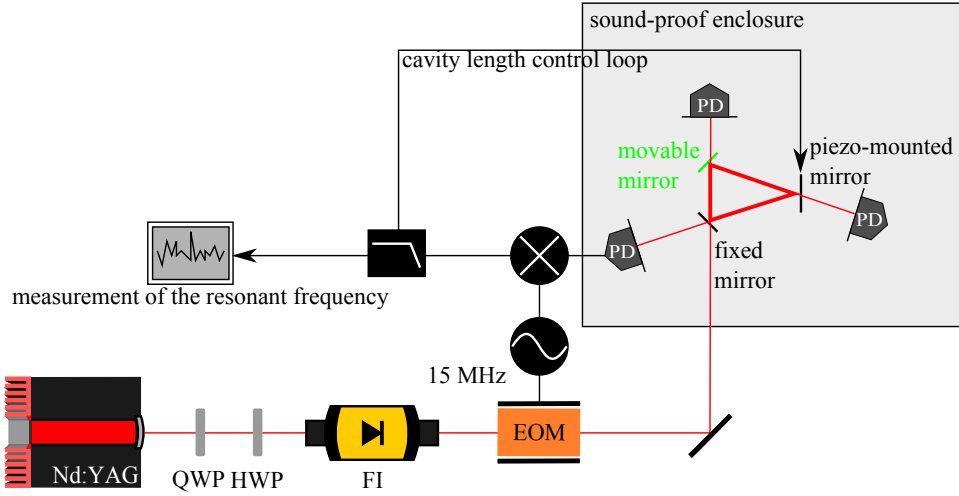 sound-proof enclosure
cavity length control loop
PD
movable
mirror
piezo-mounted
mirror
PD
PD
fixed
mirror
measurement of the resonant frequency
15 MHz
EOM
Nd:YAG
QWP
HWP
FI